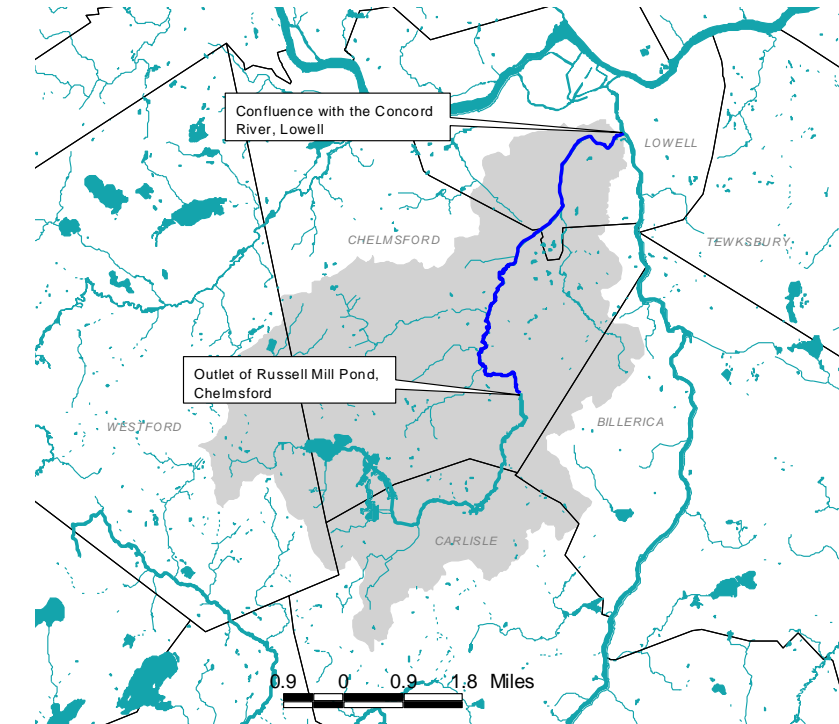 Confluence with the Concord
River, Lowell
LOWELL
CHELMSFORD
TEWKSBURY
Outlet of Russell Mill Pond,
Chelmsford
WESTFORD
BILLERICA
CARLISLE
0.9 0 0.9 1.8 Miles